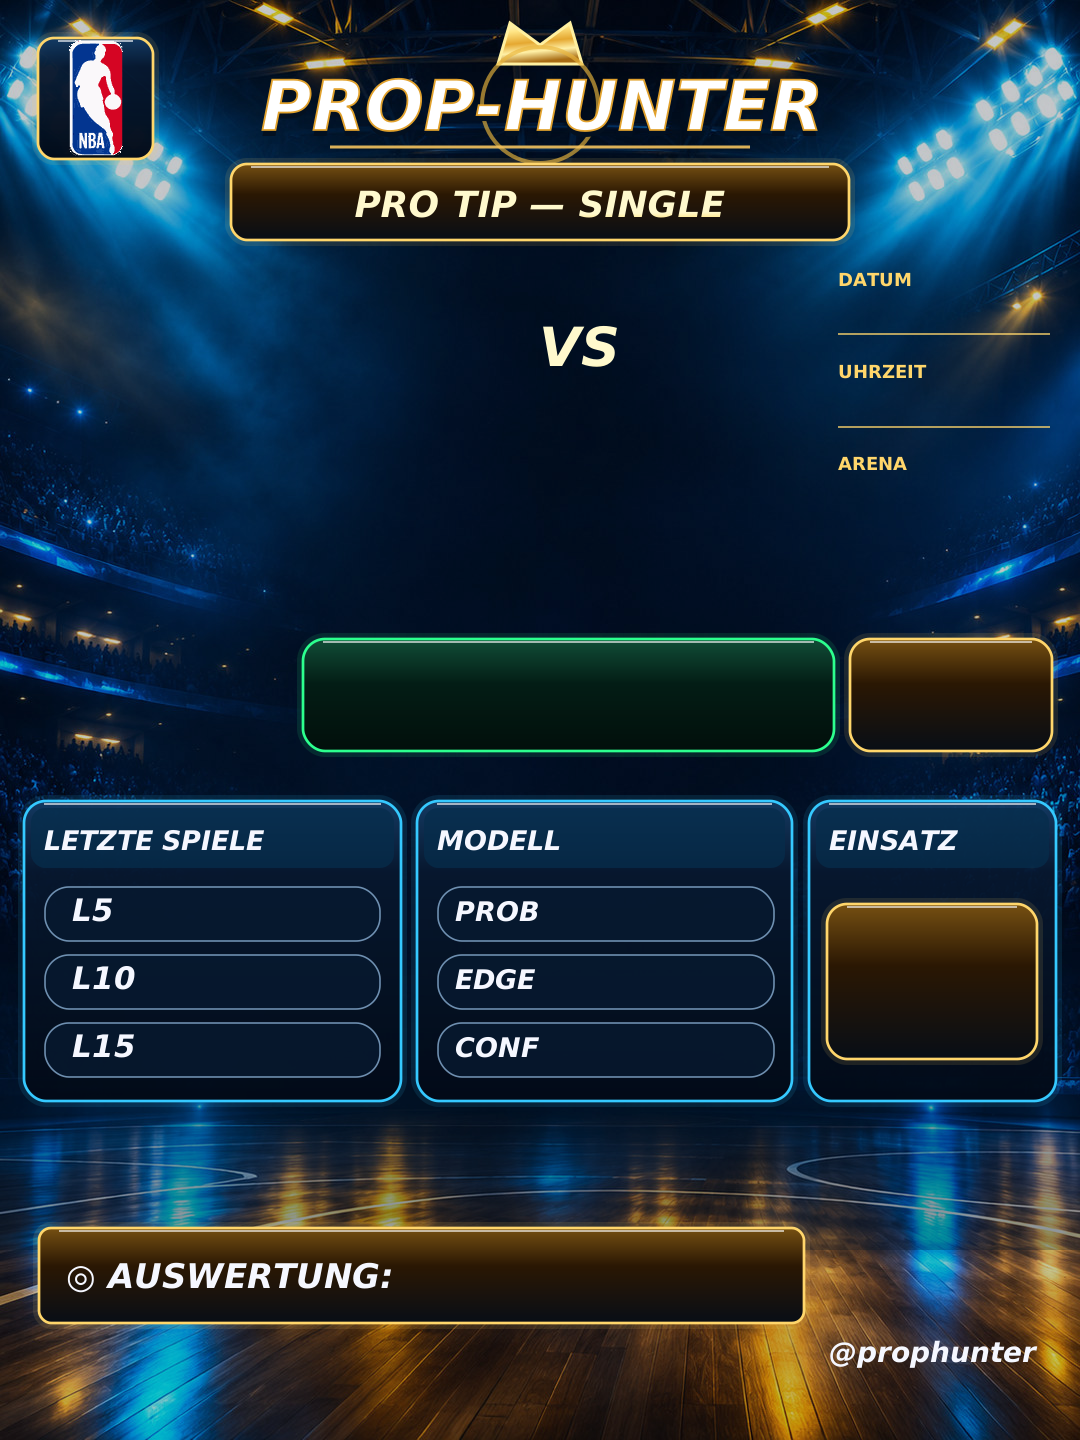 NBA
PROP-HUNTER
PRO TIP — SINGLE
VS
DATUM
UHRZEIT
ARENA
LETZTE SPIELE
L5
L10
L15
MODELL
PROB
EDGE
CONF
EINSATZ
◎ AUSWERTUNG:
@prophunter